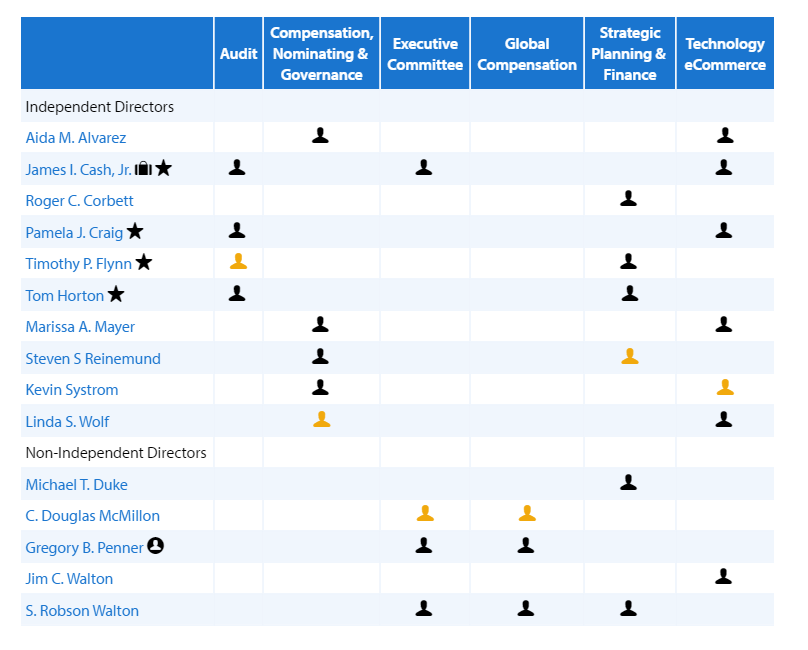 Audit
Compensation,
Nominating &
Governance
Executive
Committee
Global
Compensation
Strategic
Planning &
Finance
Technology
eCommerce
Independent Directors
Aida M. Alvarez
James I. Cash, Jr.
Roger C. Corbett
Pamela J. Craig
Timothy P. Flynn
Tom Horton
Marissa A. Mayer
Steven S Reinemund
Kevin Systrom
Linda S. Wolf
Non-Independent Directors
Michael T. Duke
C. Douglas McMillon
Gregory B. Penner
Jim C. Walton
S. Robson Walton